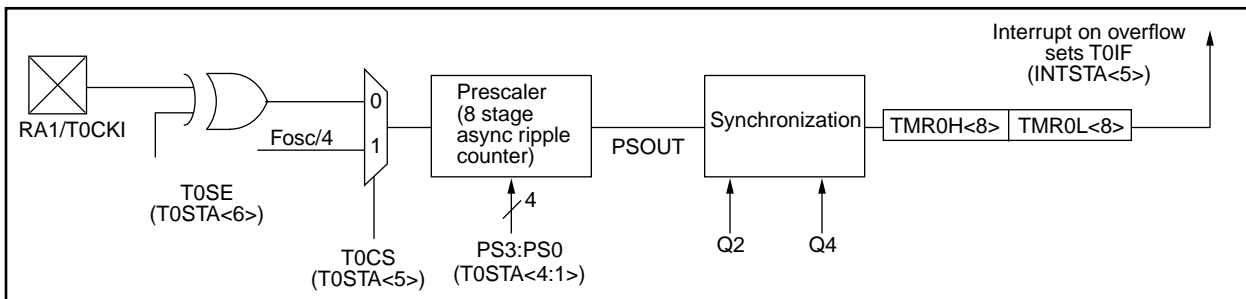 Interrupt on overflow
sets T0IF
(INTSTA<5>)
RA1/T0CKI
0
1
Fosc/4
Prescaler
(8 stage
async ripple
counter)
PSOUT
Synchronization
TMR0H<8>
TMR0L<8>
T0SE
(T0STA<6>)
4
T0CS
(T0STA<5>)
PS3:PS0
(T0STA<4:1>)
Q2
Q4